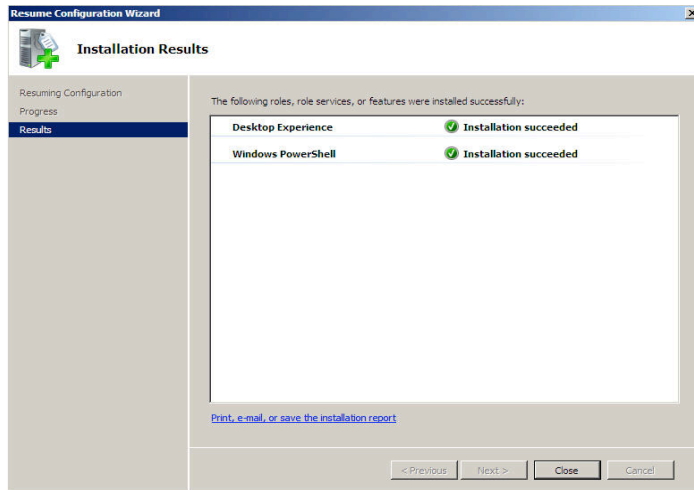 Resume Configuration Wizard
Installation Results
Resuming Configuration
Progress
Results
The following roles, role services, or features were installed successfully:
Desktop Experience Installation succeeded
Windows PowerShell Installation succeeded
Print, e-mail, or save the installation report
< Previous Next > Close Cancel